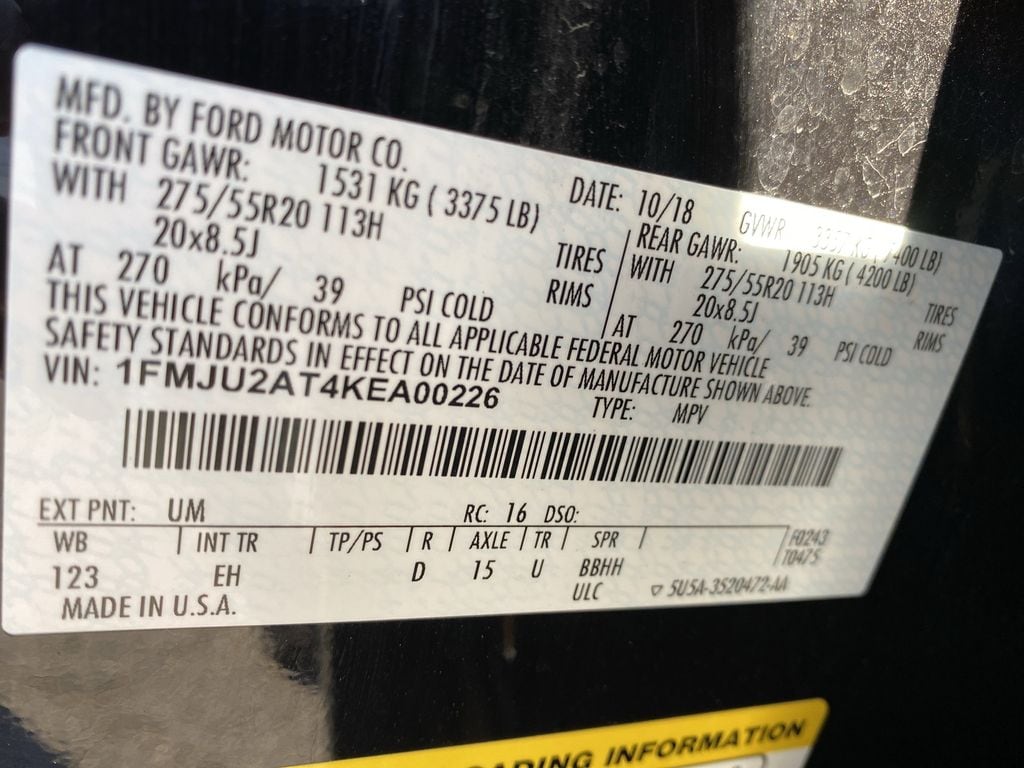 MFD. BY FORD MOTOR CO.
DATE: 10/18 GVWR
FRONT GAWR: 1531 KG ( 3375 LB)
REAR GAWR: 1905 KG ( 4200 LB)
WITH 275/55R20 113H TIRES
WITH 275/55R20 113H TIRES
20x8.5J RIMS
20x8.5J RIMS
AT 270 kPa/ 39 PSI COLD
AT 270 kPa/ 39 PSI COLD
THIS VEHICLE CONFORMS TO ALL APPLICABLE FEDERAL MOTOR VEHICLE
SAFETY STANDARDS IN EFFECT ON THE DATE OF MANUFACTURE SHOWN ABOVE.
VIN: 1FMJU2AT4KEA00226
TYPE: MPV
EXT PNT: UM RC: 16 DSO:
WB INT TR TP/PS R AXLE TR SPR F0243
T0475
123 EH D 15 U BBHH
MADE IN U.S.A. ULC 5U5A-3520472-AA
INFORMATION